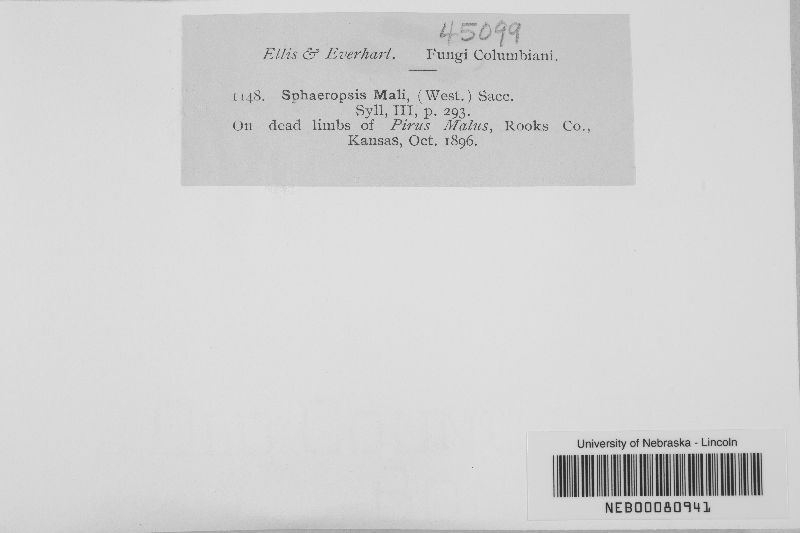 45099
Ellis & Everhart. Fungi Columbiani.
1148. Sphaeropsis Mali, (West.) Sacc.
Syll, III, p. 293.
On dead limbs of Pirus Malus, Rooks Co.,
Kansas, Oct. 1896.
University of Nebraska - Lincoln
NEB00080941